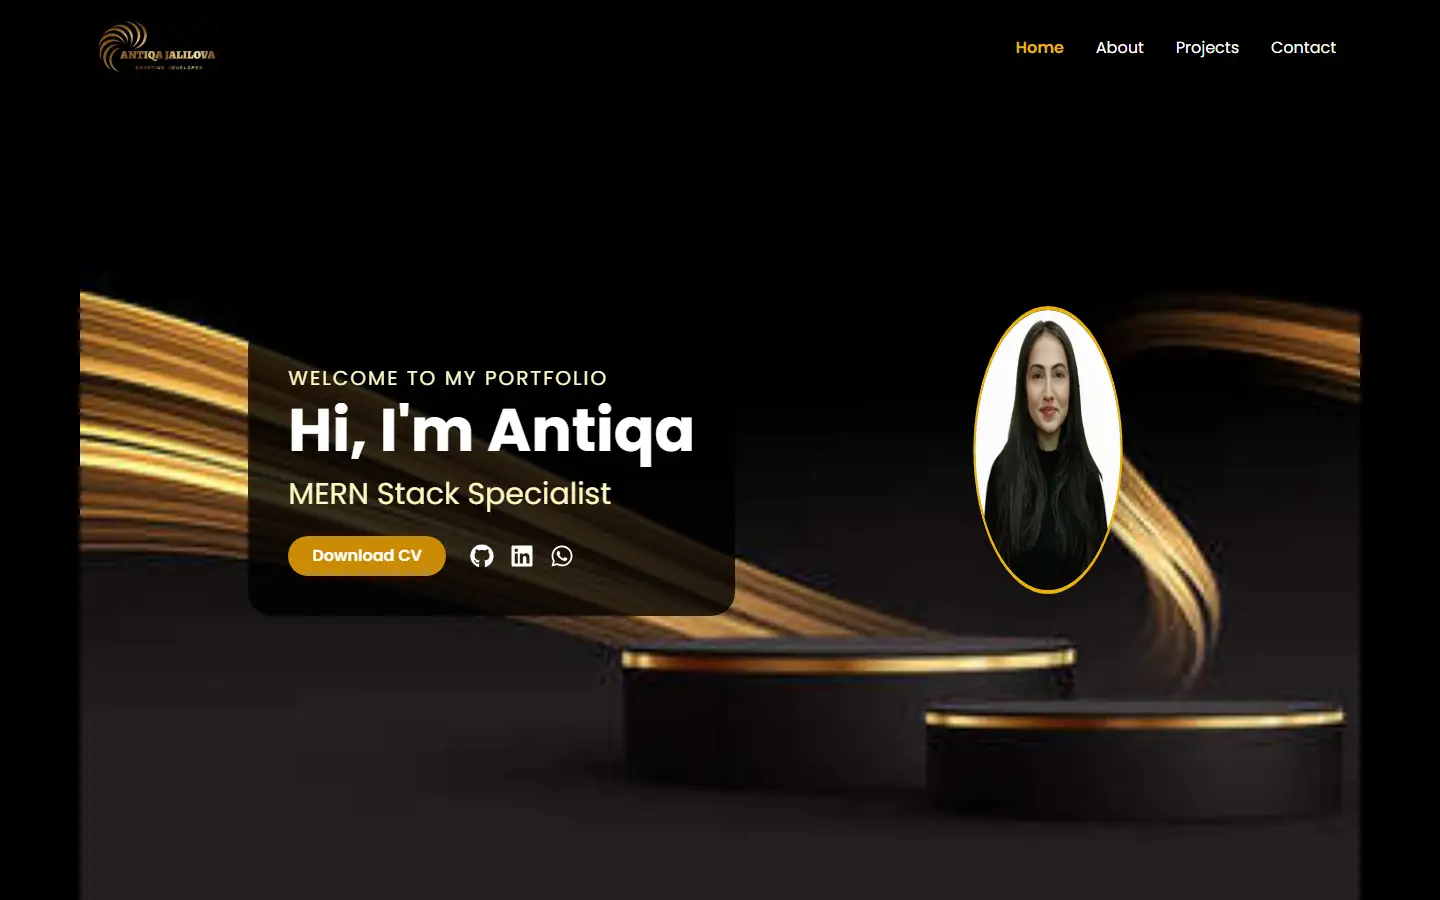 ANTIQA JALILOVA
Home
About
Projects
Contact
WELCOME TO MY PORTFOLIO
Hi, I'm Antiqa
MERN Stack Specialist
Download CV